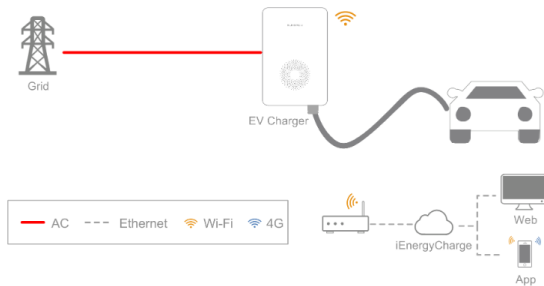 Grid
EV Charger
AC
Ethernet
Wi-Fi
4G
iEnergyCharge
Web
App